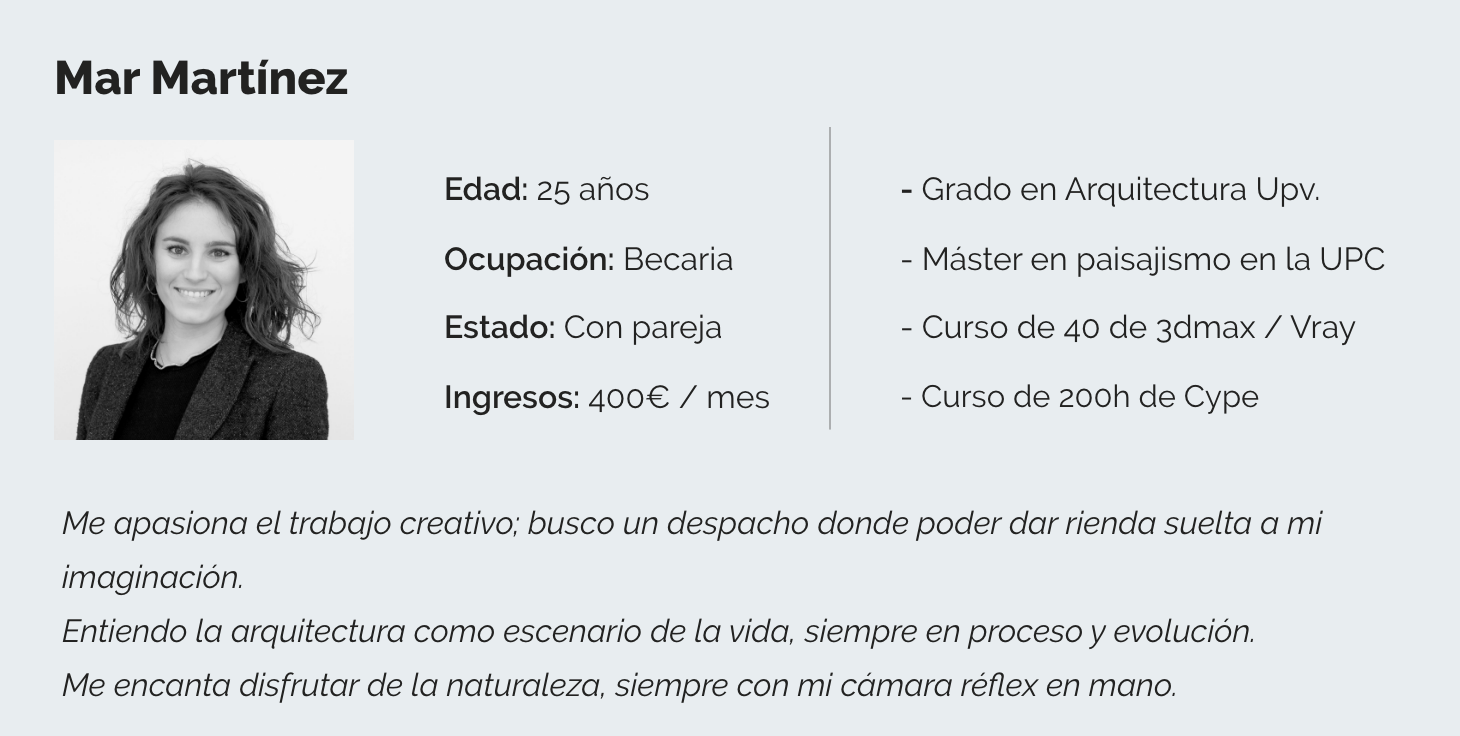 Mar Martínez
Edad: 25 años
Ocupación: Becaria
Estado: Con pareja
Ingresos: 400€ / mes
- Grado en Arquitectura Upv.
- Máster en paisajismo en la UPC
- Curso de 40 de 3dmax / Vray
- Curso de 200h de Cype
Me apasiona el trabajo creativo; busco un despacho donde poder dar rienda suelta a mi
imaginación.
Entiendo la arquitectura como escenario de la vida, siempre en proceso y evolución.
Me encanta disfrutar de la naturaleza, siempre con mi cámara réflex en mano.